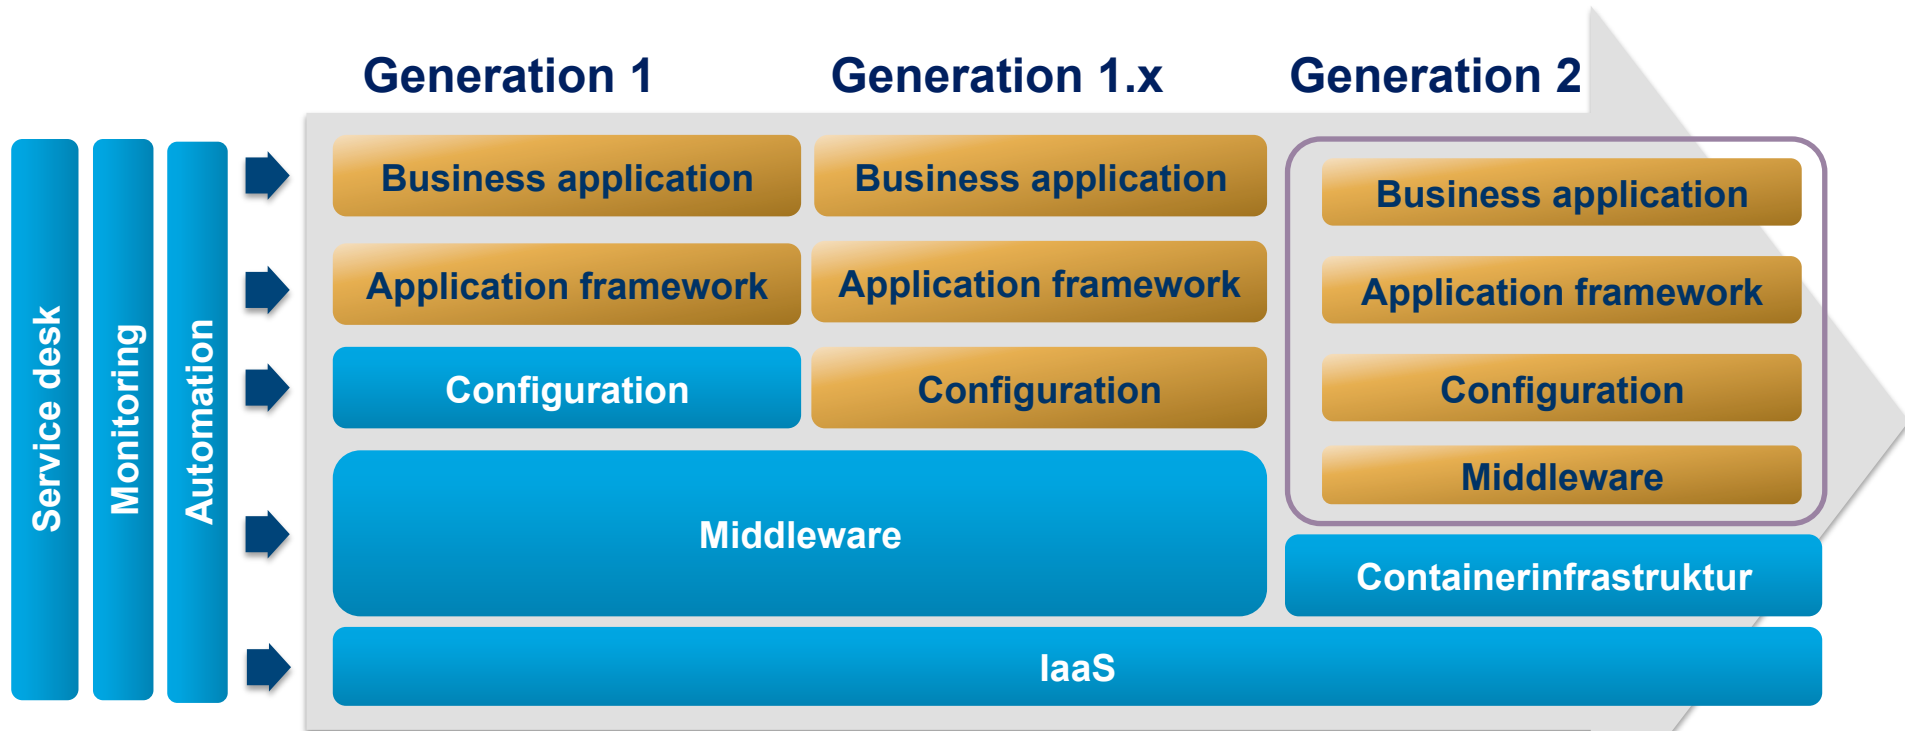 Generation 1
Generation 1.x
Generation 2
Service desk
Monitoring
Automation
Business application
Business application
Business application
Application framework
Application framework
Application framework
Configuration
Configuration
Configuration
Middleware
Middleware
Containerinfrastruktur
IaaS